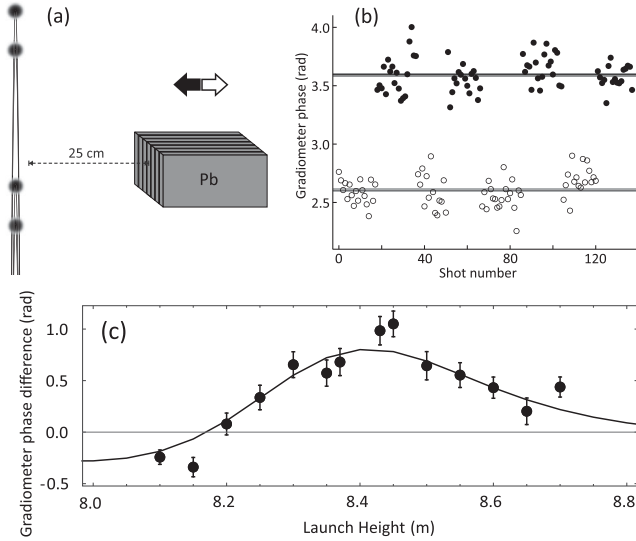 (a)
25 cm
Pb
(b)
Gradiometer phase (rad)
4.0
3.5
3.0
2.5
0
40
80
120
Shot number
(c)
Gradiometer phase difference (rad)
1.0
0.5
0.0
-0.5
8.0
8.2
8.4
8.6
8.8
Launch Height (m)